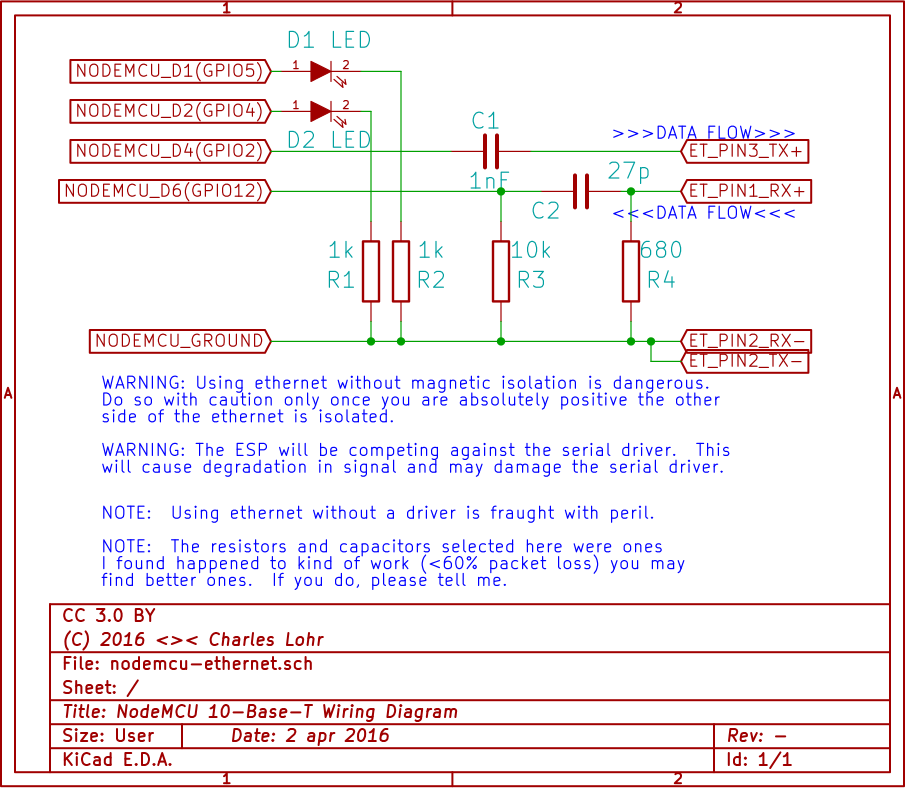 1 2
D1 LED
NODEMCU_D1(GPIO5) 1 2
NODEMCU_D2(GPIO4) 1 2
D2 LED
C1
>>>DATA FLOW>>>
NODEMCU_D4(GPIO2) ET_PIN3_TX+
1nF 27p
NODEMCU_D6(GPIO12) ET_PIN1_RX+
C2 <<<DATA FLOW<<<
1k 1k 10k 680
R1 R2 R3 R4
NODEMCU_GROUND ET_PIN2_RX-
ET_PIN2_TX-
A A
WARNING: Using ethernet without magnetic isolation is dangerous.
Do so with caution only once you are absolutely positive the other
side of the ethernet is isolated.
WARNING: The ESP will be competing against the serial driver.  This
will cause degradation in signal and may damage the serial driver.
NOTE:  Using ethernet without a driver is fraught with peril.
NOTE:  The resistors and capacitors selected here were ones
I found happened to kind of work (<60% packet loss) you may
find better ones.  If you do, please tell me.
CC 3.0 BY
(C) 2016 <>< Charles Lohr
File: nodemcu-ethernet.sch
Sheet: /
Title: NodeMCU 10-Base-T Wiring Diagram
Size: User Date: 2 apr 2016 Rev: -
KiCad E.D.A. Id: 1/1
1 2